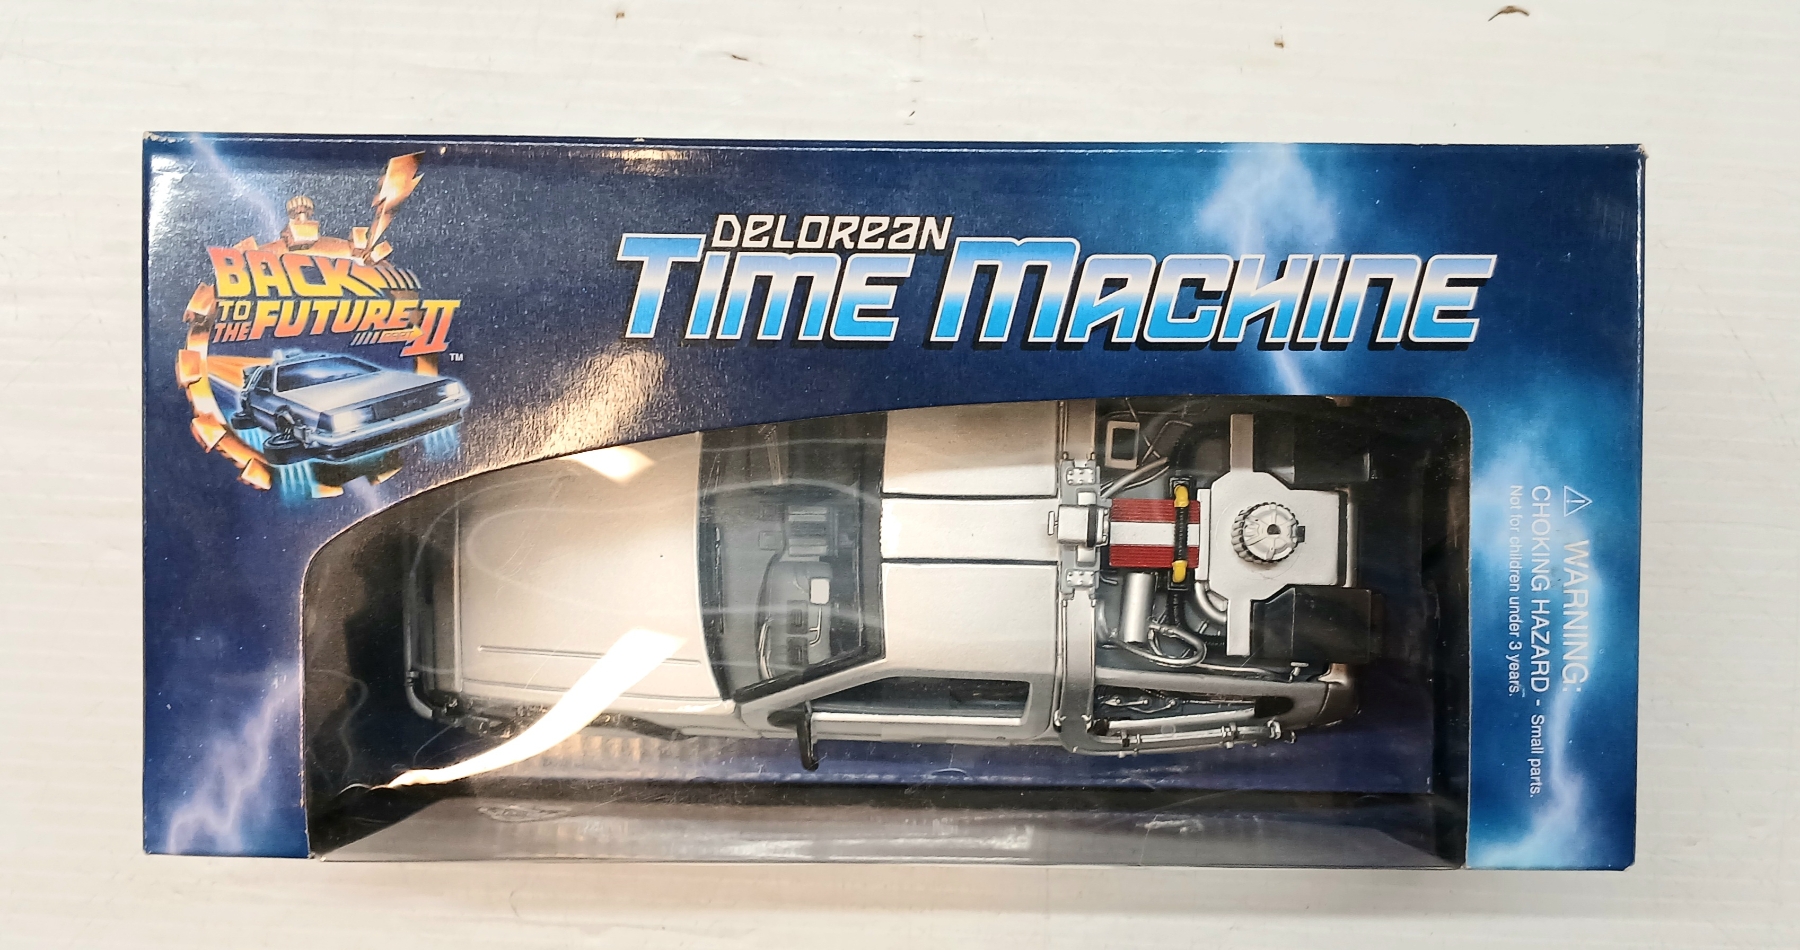 BACK
TO THE FUTURE
PART II
TM
DELOREAN
TIME MACHINE
WARNING:
CHOKING HAZARD - Small parts.
Not for children under 3 years.